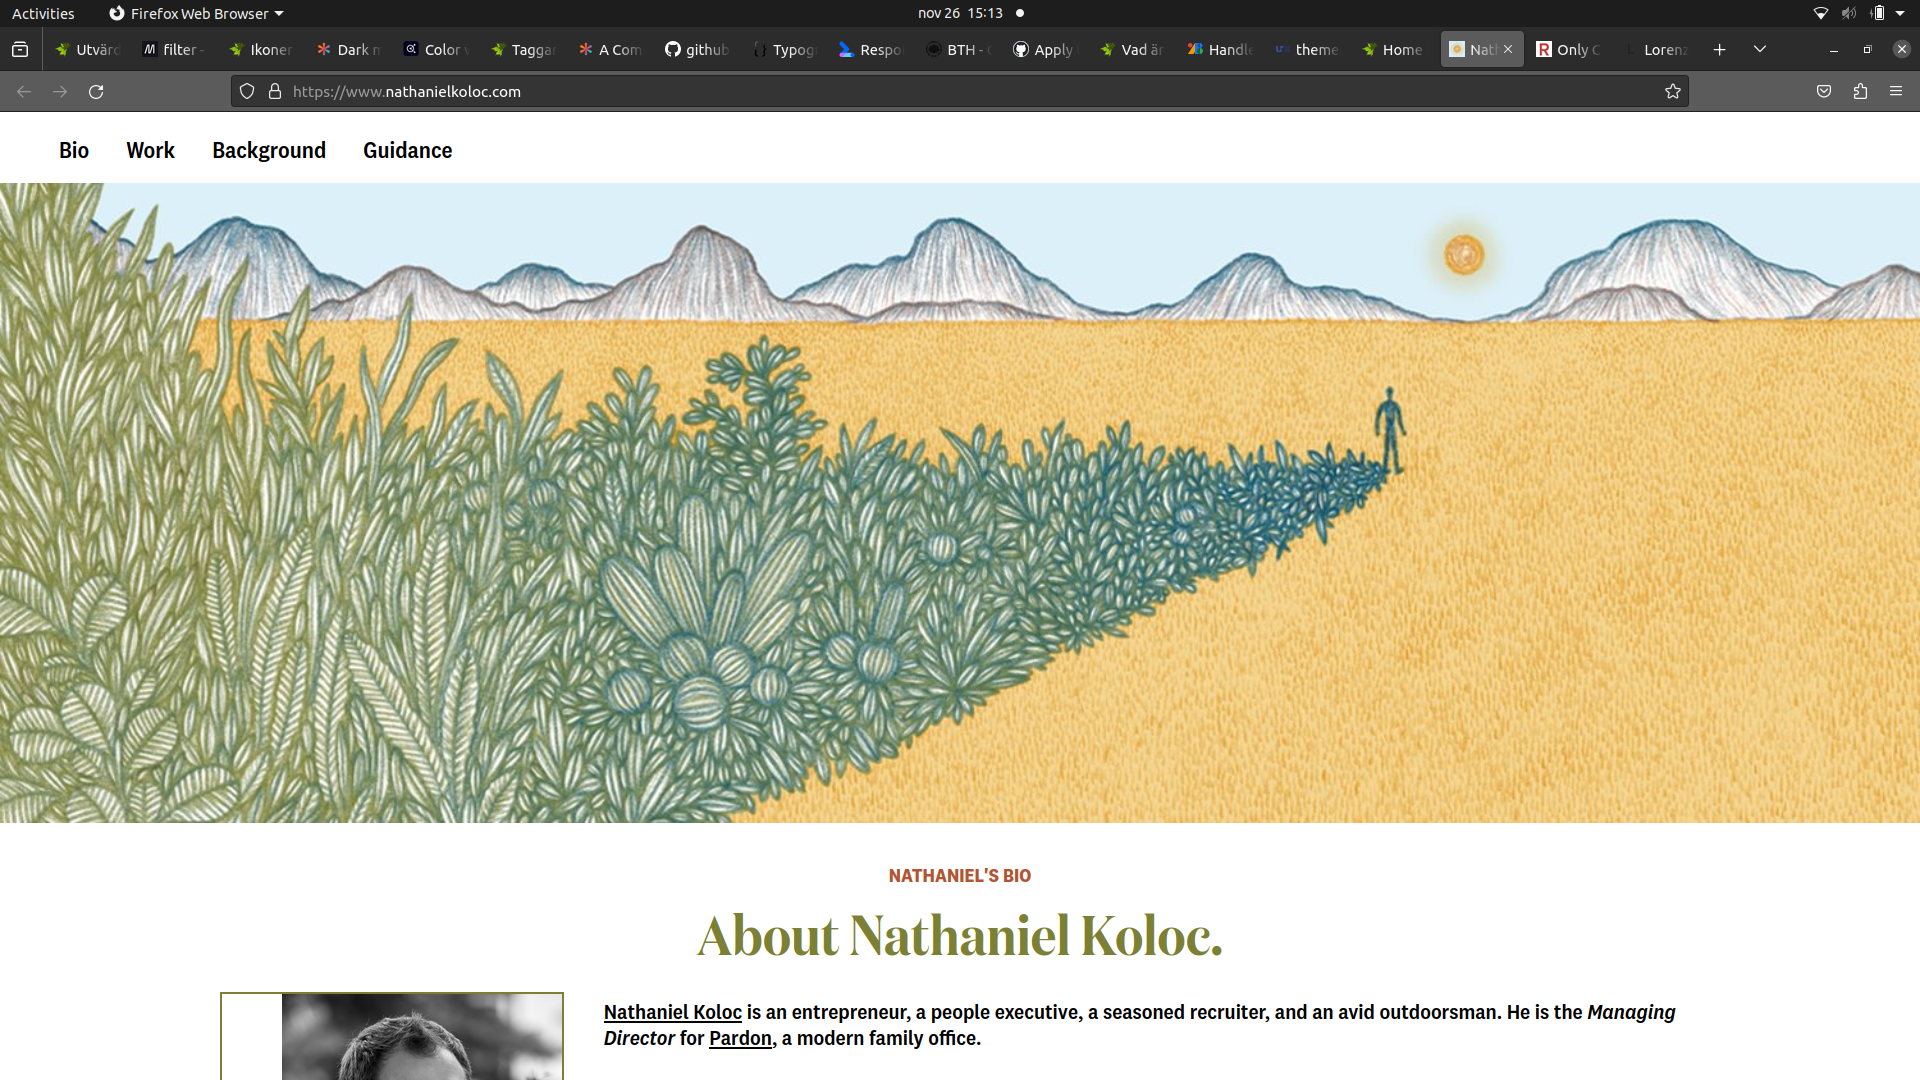 Activities Firefox Web Browser nov 26 15:13
Utvärd filter - Ikoner Dark m Color v Taggar A Com github Typog Respo BTH - Apply Vad är Handle theme Home Nath Only C Lorenz
https://www.nathanielkoloc.com
Bio Work Background Guidance
NATHANIEL'S BIO
About Nathaniel Koloc.
Nathaniel Koloc is an entrepreneur, a people executive, a seasoned recruiter, and an avid outdoorsman. He is the Managing
Director for Pardon, a modern family office.